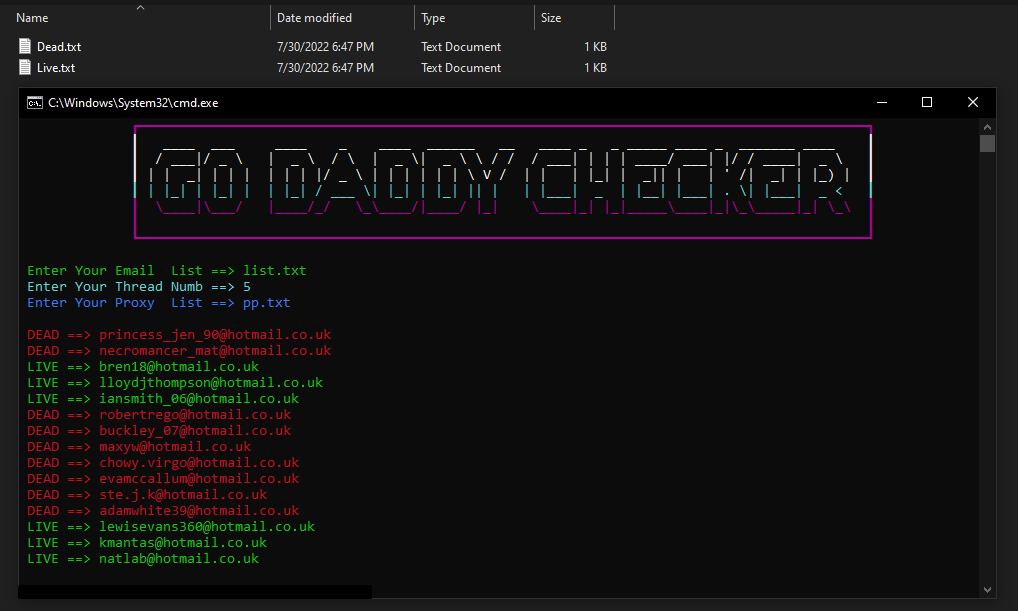 Name Date modified Type Size
Dead.txt 7/30/2022 6:47 PM Text Document 1 KB
Live.txt 7/30/2022 6:47 PM Text Document 1 KB
C:\Windows\System32\cmd.exe
GO DADDY CHECKER
Enter Your Email  List ==> list.txt
Enter Your Thread Numb ==> 5
Enter Your Proxy  List ==> pp.txt
DEAD ==> princess_jen_90@hotmail.co.uk
DEAD ==> necromancer_mat@hotmail.co.uk
LIVE ==> bren18@hotmail.co.uk
LIVE ==> lloydjthompson@hotmail.co.uk
LIVE ==> iansmith_06@hotmail.co.uk
DEAD ==> robertrego@hotmail.co.uk
DEAD ==> buckley_07@hotmail.co.uk
DEAD ==> maxyw@hotmail.co.uk
DEAD ==> chowy.virgo@hotmail.co.uk
DEAD ==> evamccallum@hotmail.co.uk
DEAD ==> ste.j.k@hotmail.co.uk
DEAD ==> adamwhite39@hotmail.co.uk
LIVE ==> lewisevans360@hotmail.co.uk
LIVE ==> kmantas@hotmail.co.uk
LIVE ==> natlab@hotmail.co.uk